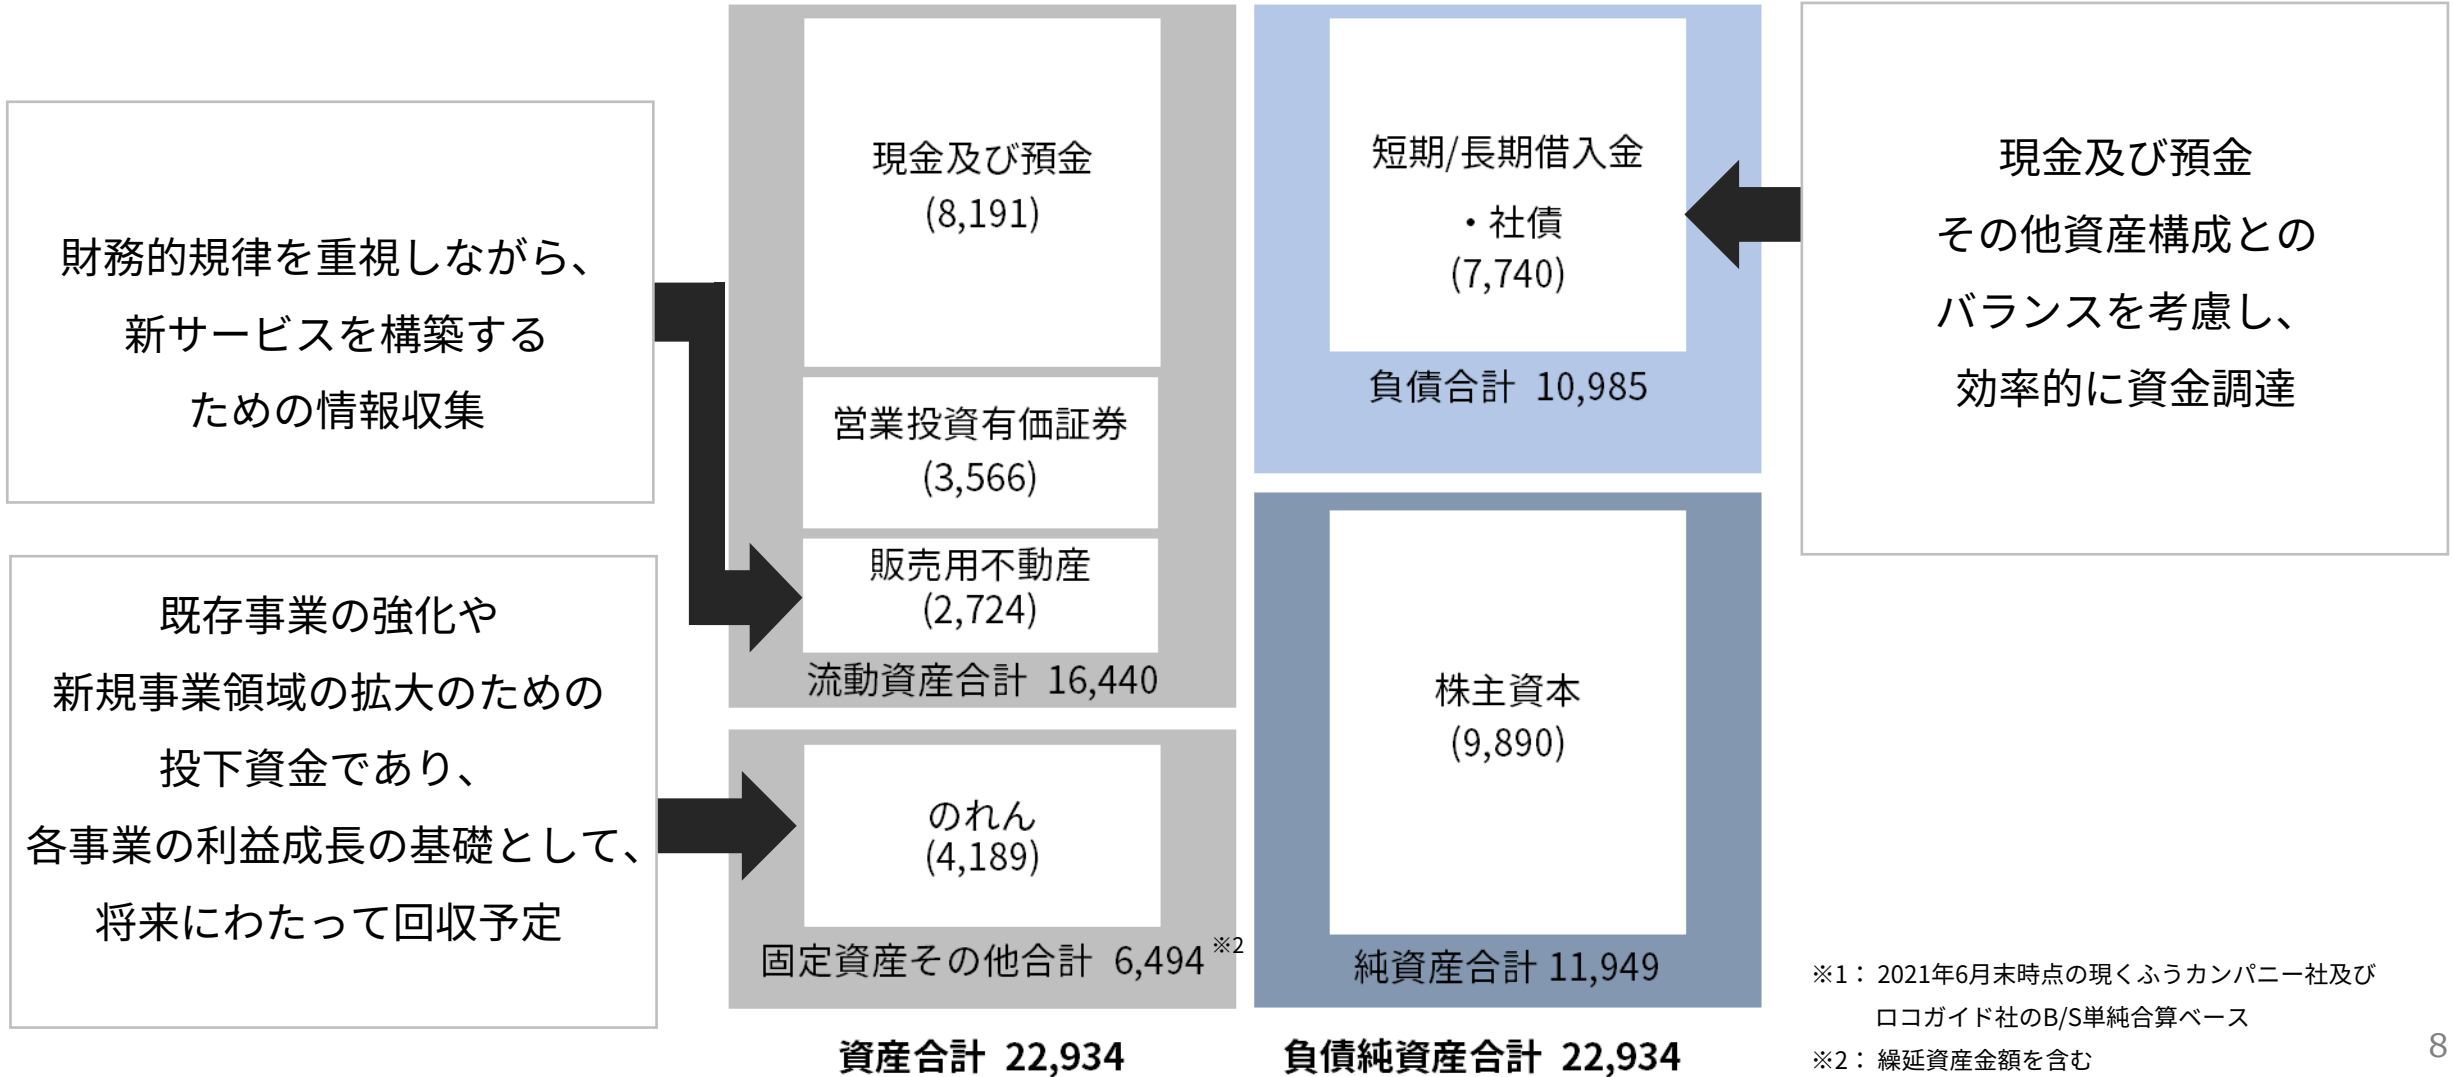 財務的規律を重視しながら、
新サービスを構築する
ための情報収集
既存事業の強化や
新規事業領域の拡大のための
投下資金であり、
各事業の利益成長の基礎として、
将来にわたって回収予定
現金及び預金
(8,191)
営業投資有価証券
(3,566)
販売用不動産
(2,724)
流動資産合計 16,440
のれん
(4,189)
固定資産その他合計 6,494 ※2
資産合計 22,934
短期/長期借入金
・社債
(7,740)
負債合計 10,985
株主資本
(9,890)
純資産合計 11,949
負債純資産合計 22,934
現金及び預金
その他資産構成との
バランスを考慮し、
効率的に資金調達
※1： 2021年6月末時点の現くふうカンパニー社及び
ロコガイド社のB/S単純合算ベース
※2： 繰延資産金額を含む
8